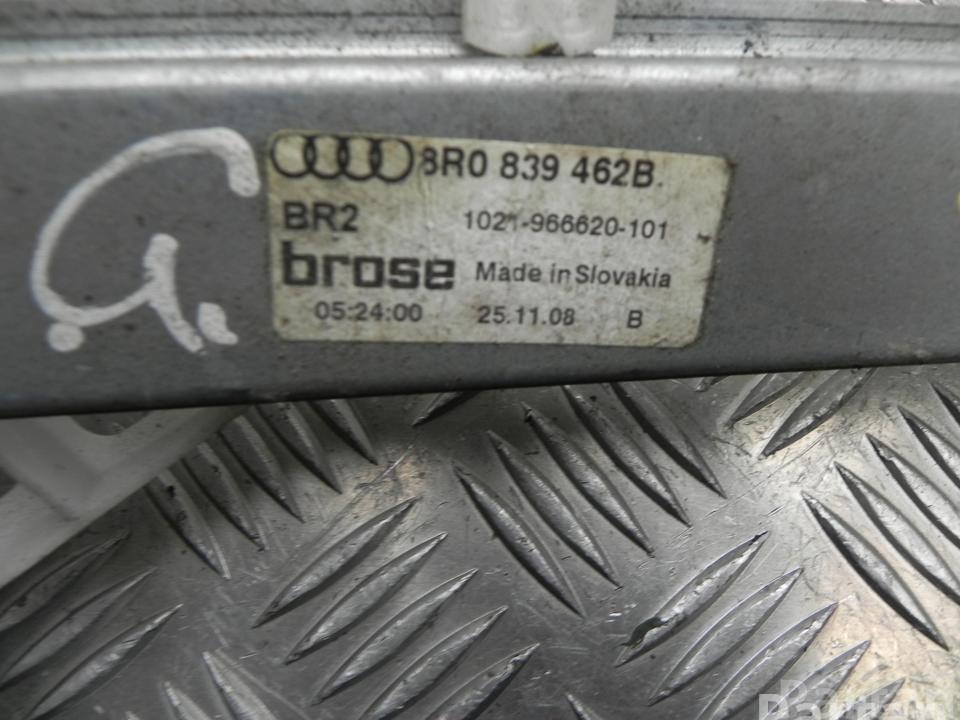 8R0 839 462B
BR2 1021-966620-101
brose Made in Slovakia
05:24:00 25.11.08 B